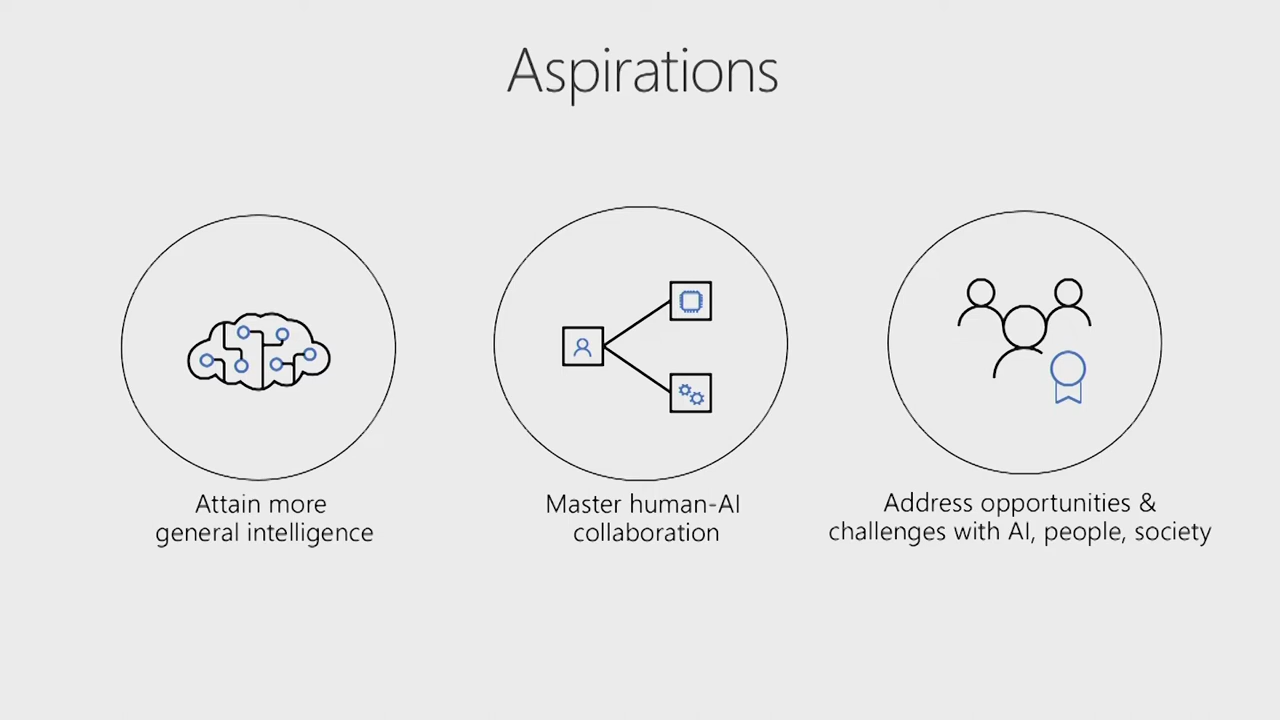 Aspirations
Attain more
general intelligence
Master human-AI
collaboration
Address opportunities &
challenges with AI, people, society